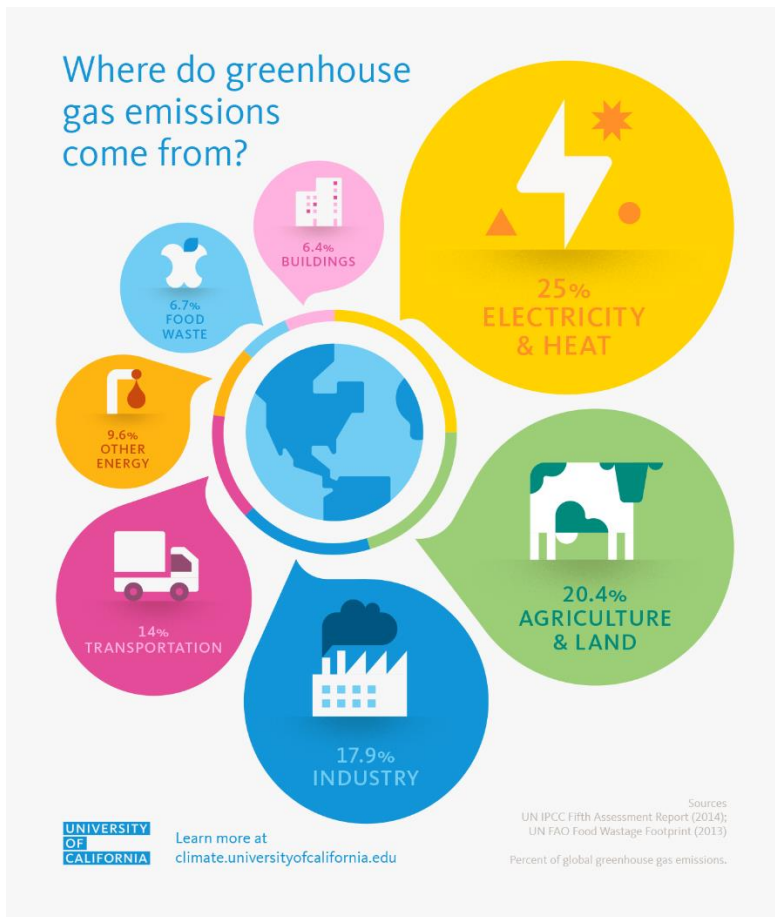 Where do greenhouse
gas emissions
come from?
6.4%
BUILDINGS
25%
ELECTRICITY
& HEAT
6.7%
FOOD
WASTE
9.6%
OTHER
ENERGY
20.4%
AGRICULTURE
& LAND
14%
TRANSPORTATION
17.9%
INDUSTRY
UNIVERSITY
OF
CALIFORNIA
Learn more at
climate.universityofcalifornia.edu
Sources
UN IPCC Fifth Assessment Report (2014);
UN FAO Food Wastage Footprint (2013)
Percent of global greenhouse gas emissions.